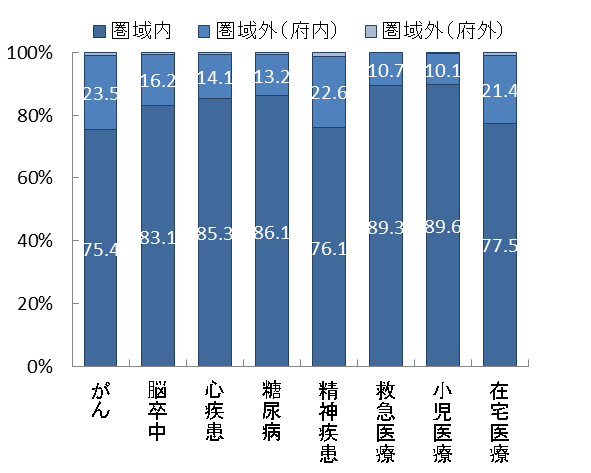 圏域内 圏域外(府内) 圏域外(府外)
100%
80%
60%
40%
20%
0%
23.5 16.2 14.1 13.2 22.6 10.7 10.1 21.4
75.4 83.1 85.3 86.1 76.1 89.3 89.6 77.5
がん
脳卒中
心疾患
糖尿病
精神疾患
救急医療
小児医療
在宅医療